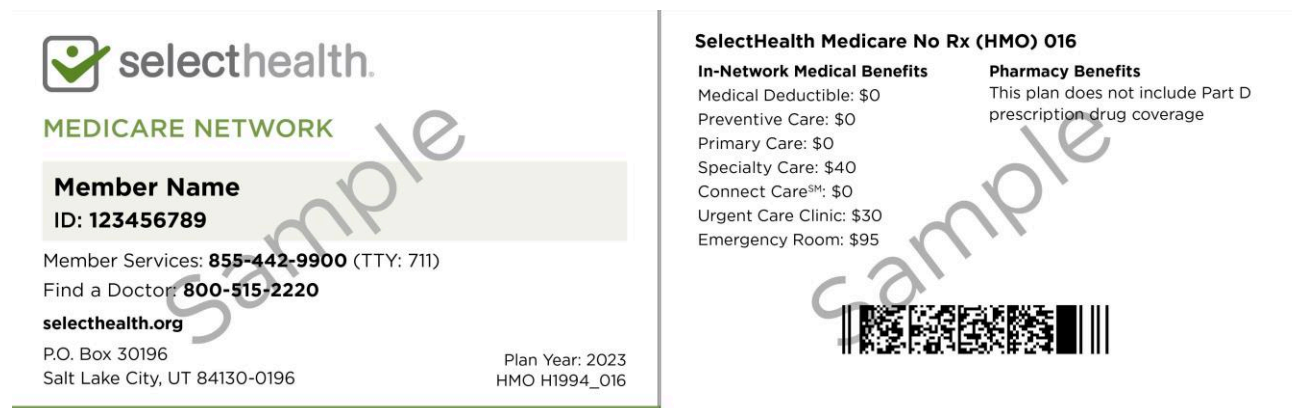 selecthealth.
MEDICARE NETWORK
Member Name
ID: 123456789
Member Services: 855-442-9900 (TTY: 711)
Find a Doctor: 800-515-2220
selecthealth.org
P.O. Box 30196
Salt Lake City, UT 84130-0196
Plan Year: 2023
HMO H1994_016
Sample
SelectHealth Medicare No Rx (HMO) 016
In-Network Medical Benefits
Medical Deductible: $0
Preventive Care: $0
Primary Care: $0
Specialty Care: $40
Connect Care℠: $0
Urgent Care Clinic: $30
Emergency Room: $95
Pharmacy Benefits
This plan does not include Part D
prescription drug coverage
Sample